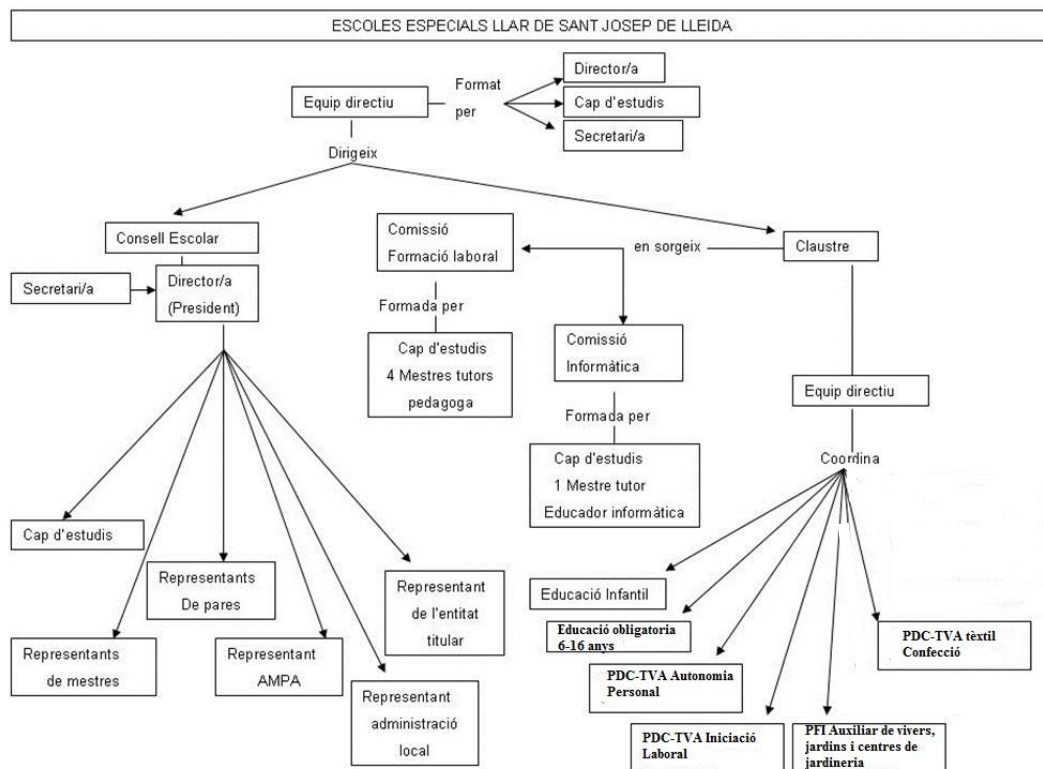 ESCOLES ESPECIALS LLAR DE SANT JOSEP DE LLEIDA
Equip directiu
Format
per
Director/a
Cap d'estudis
Secretari/a
Dirigeix
Consell Escolar
Secretari/a
Director/a
(President)
Comissió
Formació laboral
en sorgeix
Claustre
Formada per
Cap d'estudis
4 Mestres tutors
pedagoga
Comissió
Informàtica
Formada per
Cap d'estudis
1 Mestre tutor
Educador informàtica
Equip directiu
Coordina
Cap d'estudis
Representants
De pares
Representant
de l'entitat
titular
Representants
de mestres
Representant
AMPA
Representant
administració
local
Educació Infantil
Educació obligatoria
6-16 anys
PDC-TVA tèxtil
Confecció
PDC-TVA Autonomia
Personal
PDC-TVA Iniciació
Laboral
PFI Auxiliar de vivers,
jardins i centres de
jardineria